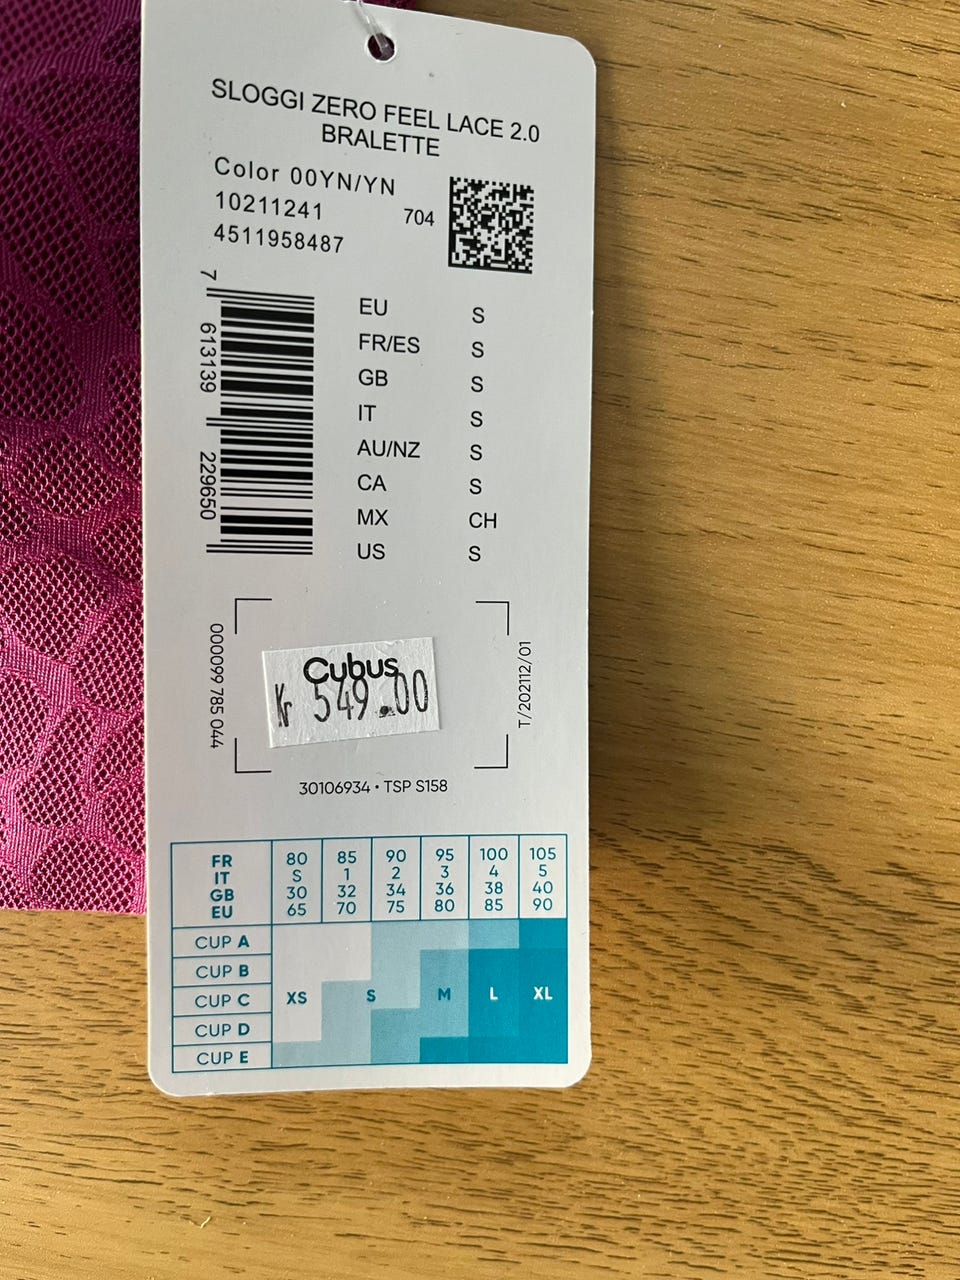 SLOGGI ZERO FEEL LACE 2.0
BRALETTE
Color 00YN/YN
10211241 704
4511958487
7 613139 229650
EU S
FR/ES S
GB S
IT S
AU/NZ S
CA S
MX CH
US S
000099 785 044
Cubus
Kr 549.00
T/202112/01
30106934 • TSP S158
FR 80 85 90 95 100 105
IT S 1 2 3 4 5
GB 30 32 34 36 38 40
EU 65 70 75 80 85 90
CUP A
CUP B
CUP C XS S M L XL
CUP D
CUP E